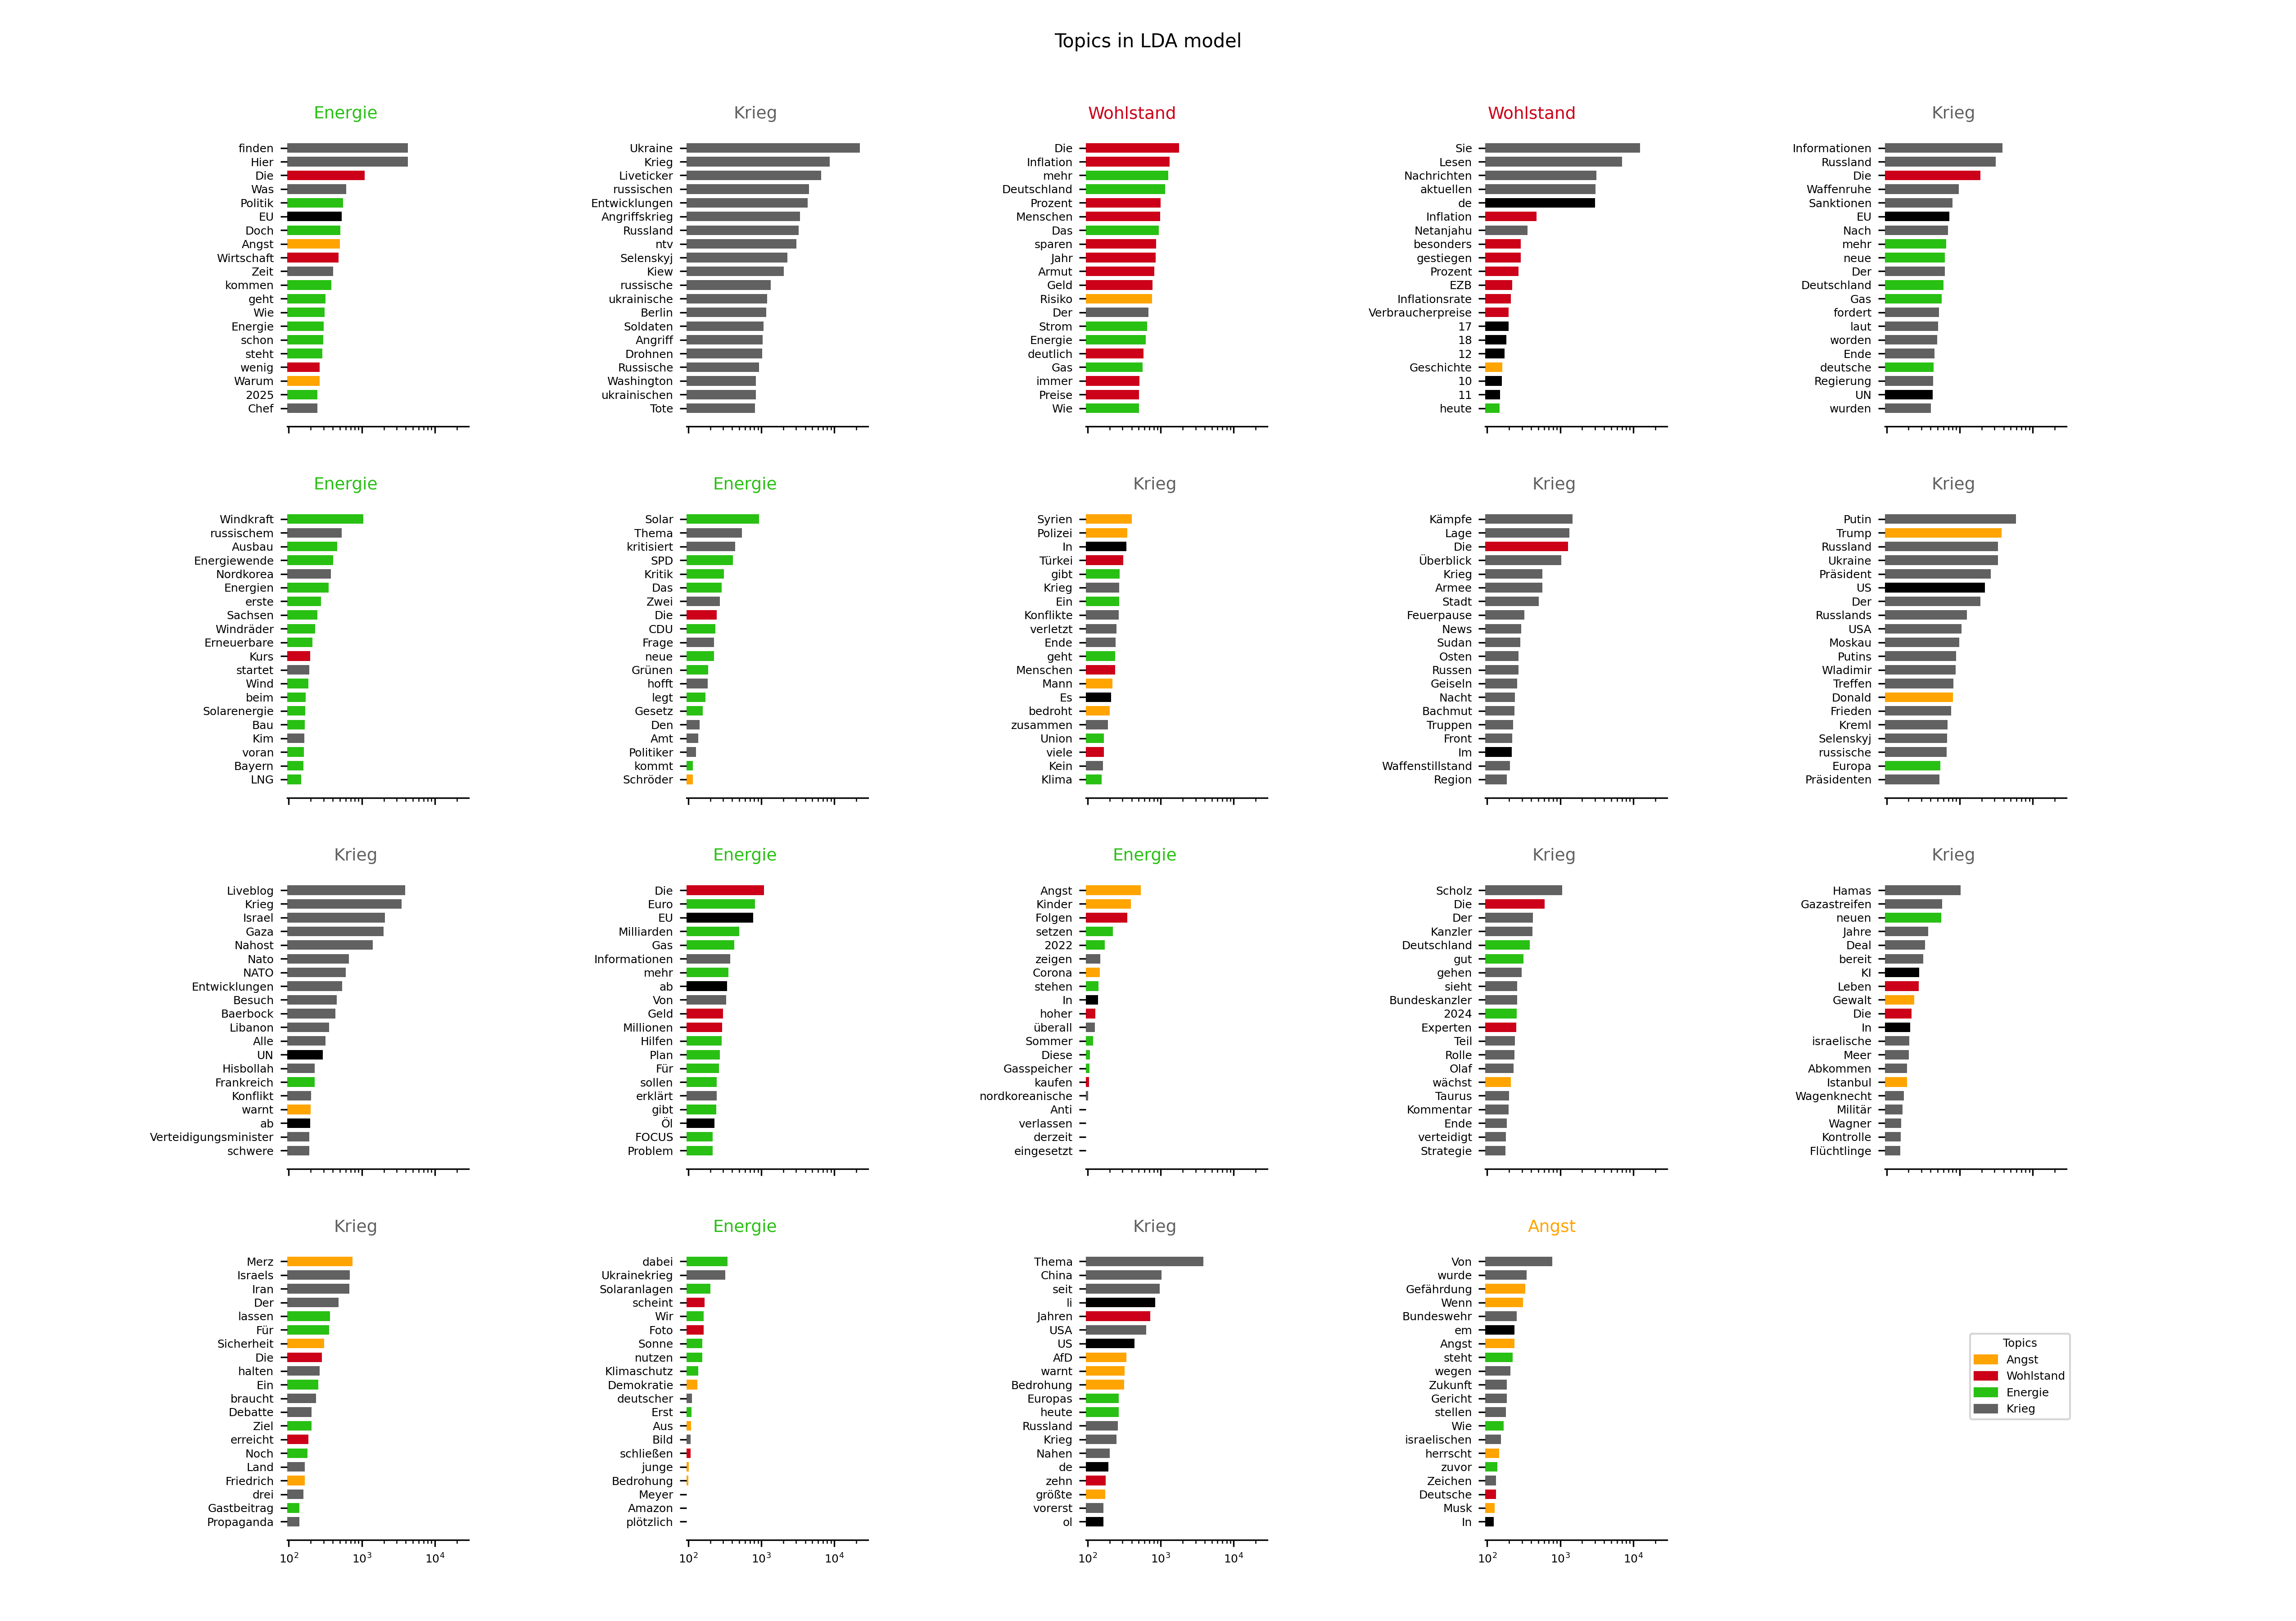 Topics in LDA model
Energie
finden
Hier
Die
Was
Politik
EU
Doch
Angst
Wirtschaft
Zeit
kommen
geht
Wie
Energie
schon
steht
wenig
Warum
2025
Chef
Krieg
Ukraine
Krieg
Liveticker
russischen
Entwicklungen
Angriffskrieg
Russland
ntv
Selenskyj
Kiew
russische
ukrainische
Berlin
Soldaten
Angriff
Drohnen
Russische
Washington
ukrainischen
Tote
Wohlstand
Die
Inflation
mehr
Deutschland
Prozent
Menschen
Das
sparen
Jahr
Armut
Geld
Risiko
Der
Strom
Energie
deutlich
Gas
immer
Preise
Wie
Wohlstand
Sie
Lesen
Nachrichten
aktuellen
de
Inflation
Netanjahu
besonders
gestiegen
Prozent
EZB
Inflationsrate
Verbraucherpreise
17
18
12
Geschichte
10
11
heute
Krieg
Informationen
Russland
Die
Waffenruhe
Sanktionen
EU
Nach
mehr
neue
Der
Deutschland
Gas
fordert
laut
worden
Ende
deutsche
Regierung
UN
wurden
Energie
Windkraft
russischem
Ausbau
Energiewende
Nordkorea
Energien
erste
Sachsen
Windräder
Erneuerbare
Kurs
startet
Wind
beim
Solarenergie
Bau
Kim
voran
Bayern
LNG
Energie
Solar
Thema
kritisiert
SPD
Kritik
Das
Zwei
Die
CDU
Frage
neue
Grünen
hofft
legt
Gesetz
Den
Amt
Politiker
kommt
Schröder
Krieg
Syrien
Polizei
In
Türkei
gibt
Krieg
Ein
Konflikte
verletzt
Ende
geht
Menschen
Mann
Es
bedroht
zusammen
Union
viele
Kein
Klima
Krieg
Kämpfe
Lage
Die
Überblick
Krieg
Armee
Stadt
Feuerpause
News
Sudan
Osten
Russen
Geiseln
Nacht
Bachmut
Truppen
Front
Im
Waffenstillstand
Region
Krieg
Putin
Trump
Russland
Ukraine
Präsident
US
Der
Russlands
USA
Moskau
Putins
Wladimir
Treffen
Donald
Frieden
Kreml
Selenskyj
russische
Europa
Präsidenten
Krieg
Liveblog
Krieg
Israel
Gaza
Nahost
Nato
NATO
Entwicklungen
Besuch
Baerbock
Libanon
Alle
UN
Hisbollah
Frankreich
Konflikt
warnt
ab
Verteidigungsminister
schwere
Energie
Die
Euro
EU
Milliarden
Gas
Informationen
mehr
ab
Von
Geld
Millionen
Hilfen
Plan
Für
sollen
erklärt
gibt
Öl
FOCUS
Problem
Energie
Angst
Kinder
Folgen
setzen
2022
zeigen
Corona
stehen
In
hoher
überall
Sommer
Diese
Gasspeicher
kaufen
nordkoreanische
Anti
verlassen
derzeit
eingesetzt
Krieg
Scholz
Die
Der
Kanzler
Deutschland
gut
gehen
sieht
Bundeskanzler
2024
Experten
Teil
Rolle
Olaf
wächst
Taurus
Kommentar
Ende
verteidigt
Strategie
Krieg
Hamas
Gazastreifen
neuen
Jahre
Deal
bereit
KI
Leben
Gewalt
Die
In
israelische
Meer
Abkommen
Istanbul
Wagenknecht
Militär
Wagner
Kontrolle
Flüchtlinge
Krieg
Merz
Israels
Iran
Der
lassen
Für
Sicherheit
Die
halten
Ein
braucht
Debatte
Ziel
erreicht
Noch
Land
Friedrich
drei
Gastbeitrag
Propaganda
10² 10³ 10⁴
Energie
dabei
Ukrainekrieg
Solaranlagen
scheint
Wir
Foto
Sonne
nutzen
Klimaschutz
Demokratie
deutscher
Erst
Aus
Bild
schließen
junge
Bedrohung
Meyer
Amazon
plötzlich
10² 10³ 10⁴
Krieg
Thema
China
seit
li
Jahren
USA
US
AfD
warnt
Bedrohung
Europas
heute
Russland
Krieg
Nahen
de
zehn
größte
vorerst
ol
10² 10³ 10⁴
Angst
Von
wurde
Gefährdung
Wenn
Bundeswehr
em
Angst
steht
wegen
Zukunft
Gericht
stellen
Wie
israelischen
herrscht
zuvor
Zeichen
Deutsche
Musk
In
10² 10³ 10⁴
Topics
Angst
Wohlstand
Energie
Krieg